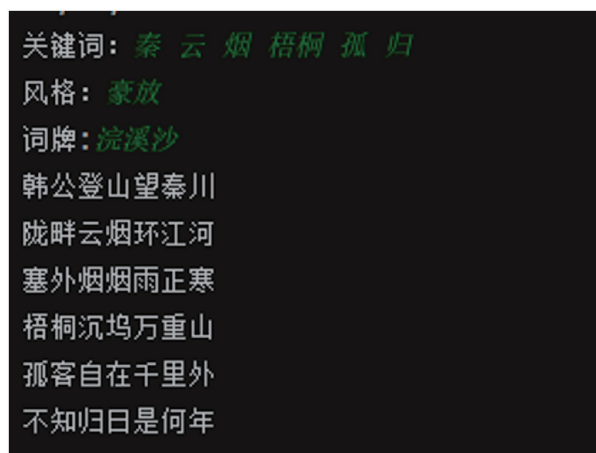 关键词：秦 云 烟 梧桐 孤 归
风格：豪放
词牌：浣溪沙
韩公登山望秦川
陇畔云烟环江河
塞外烟烟雨正寒
梧桐沉坞万重山
孤客自在千里外
不知归日是何年